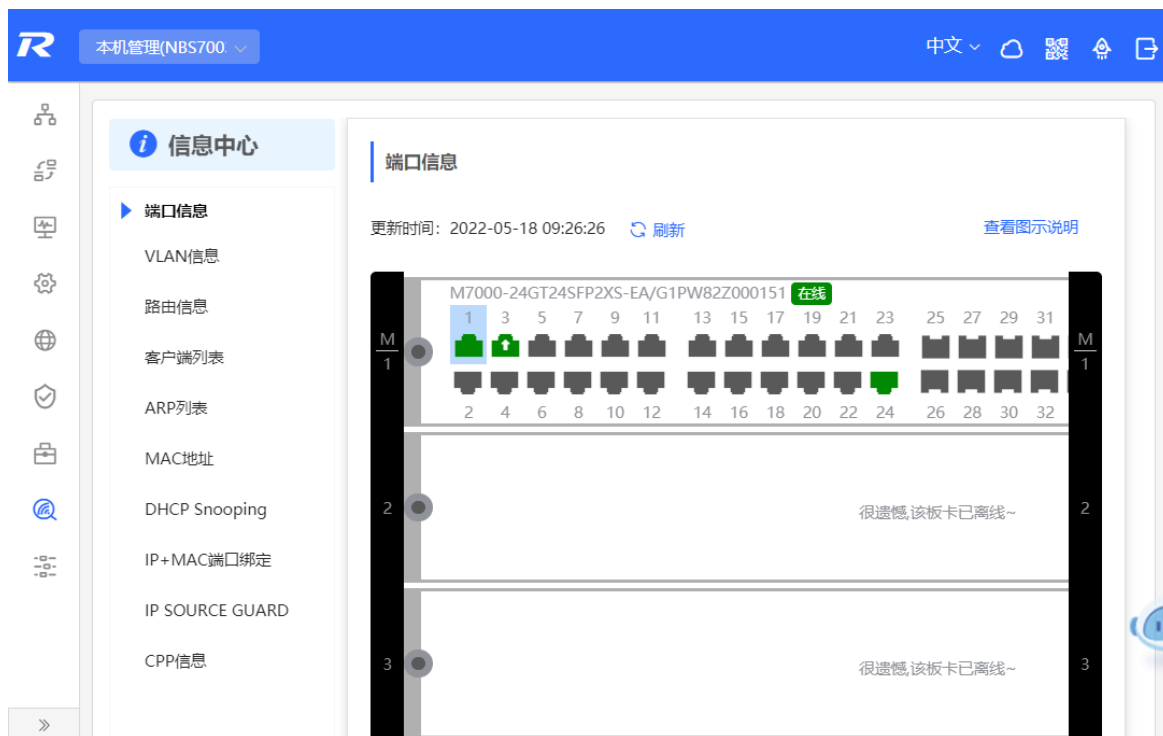 本机管理(NBS700:
中文
信息中心
端口信息
VLAN信息
路由信息
客户端列表
ARP列表
MAC地址
DHCP Snooping
IP+MAC端口绑定
IP SOURCE GUARD
CPP信息
端口信息
更新时间：2022-05-18 09:26:26 刷新 查看图示说明
M7000-24GT24SFP2XS-EA/G1PW82Z000151 在线
1 3 5 7 9 11 13 15 17 19 21 23 25 27 29 31
M
1
M
1
2 4 6 8 10 12 14 16 18 20 22 24 26 28 30 32
2 很遗憾,该板卡已离线~ 2
3 很遗憾,该板卡已离线~ 3